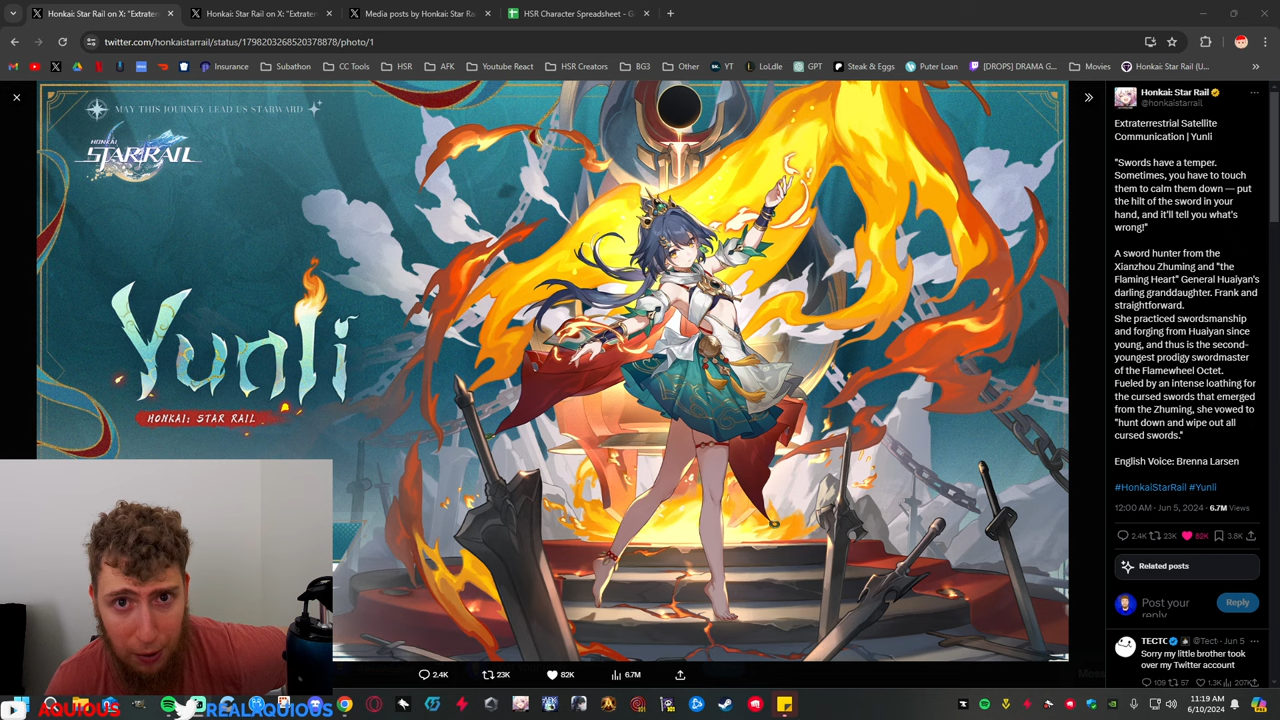 Honkai: Star Rail on X: "Extrater
Honkai: Star Rail on X: "Extrater
Media posts by Honkai: Star Ra
HSR Character Spreadsheet - G
twitter.com/honkaistarrail/status/1798203268520378878/photo/1
Insurance
Subathon
CC Tools
HSR
AFK
Youtube React
HSR Creators
BG3
Other
YT
LoLdle
GPT
Steak & Eggs
Puter Loan
[DROPS] DRAMA G...
Movies
Honkai: Star Rail (U...
MAY THIS JOURNEY LEAD US STARWARD
HONKAI
STAR RAIL
Yunli
HONKAI: STAR RAIL
Honkai: Star Rail
@honkaistarrail
Extraterrestrial Satellite
Communication | Yunli
"Swords have a temper.
Sometimes, you have to touch
them to calm them down — put
the hilt of the sword in your
hand, and it'll tell you what's
wrong!"
A sword hunter from the
Xianzhou Zhuming and "the
Flaming Heart" General Huaiyan's
darling granddaughter. Frank and
straightforward.
She practiced swordsmanship
and forging from Huaiyan since
young, and thus is the second-
youngest prodigy swordmaster
of the Flamewheel Octet.
Fueled by an intense loathing for
the cursed swords that emerged
from the Zhuming, she vowed to
"hunt down and wipe out all
cursed swords."
English Voice: Brenna Larsen
#HonkaiStarRail #Yunli
12:00 AM · Jun 5, 2024 · 6.7M Views
2.4K 23K 82K 3.8K
Related posts
Post your
reply
Reply
TECTC @Tect · Jun 5
Sorry my little brother took
over my Twitter account
109 57 1.3K 207K
2.4K 23K 82K 6.7M
AQUIOUS
REALAQUIOUS
11:19 AM
6/10/2024